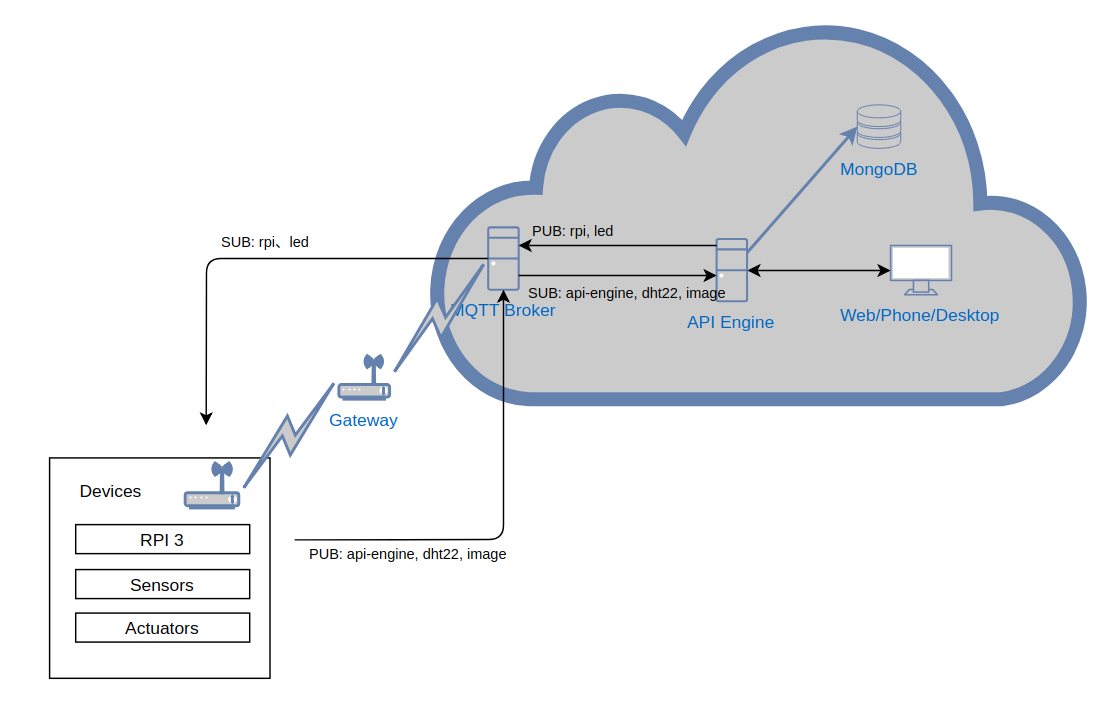 MongoDB
PUB: rpi, led
SUB: rpi、led
SUB: api-engine, dht22, image
MQTT Broker
API Engine
Web/Phone/Desktop
Gateway
Devices
RPI 3
PUB: api-engine, dht22, image
Sensors
Actuators